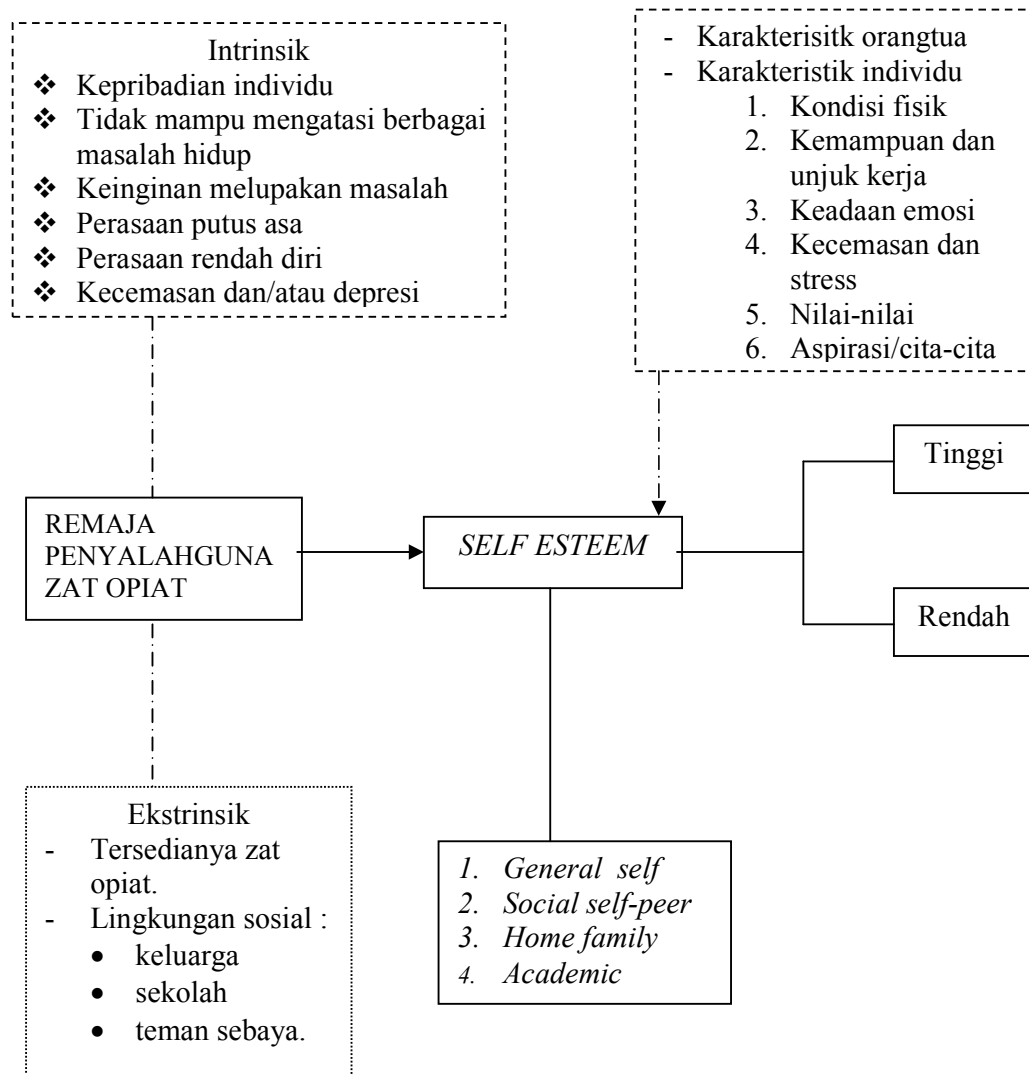 Intrinsik
❖ Kepribadian individu
❖ Tidak mampu mengatasi berbagai
masalah hidup
❖ Keinginan melupakan masalah
❖ Perasaan putus asa
❖ Perasaan rendah diri
❖ Kecemasan dan/atau depresi
- Karakterisitk orangtua
- Karakteristik individu
1. Kondisi fisik
2. Kemampuan dan
unjuk kerja
3. Keadaan emosi
4. Kecemasan dan
stress
5. Nilai-nilai
6. Aspirasi/cita-cita
REMAJA
PENYALAHGUNA
ZAT OPIAT
SELF ESTEEM
Tinggi
Rendah
Ekstrinsik
- Tersedianya zat
opiat.
- Lingkungan sosial :
• keluarga
• sekolah
• teman sebaya.
1. General self
2. Social self-peer
3. Home family
4. Academic